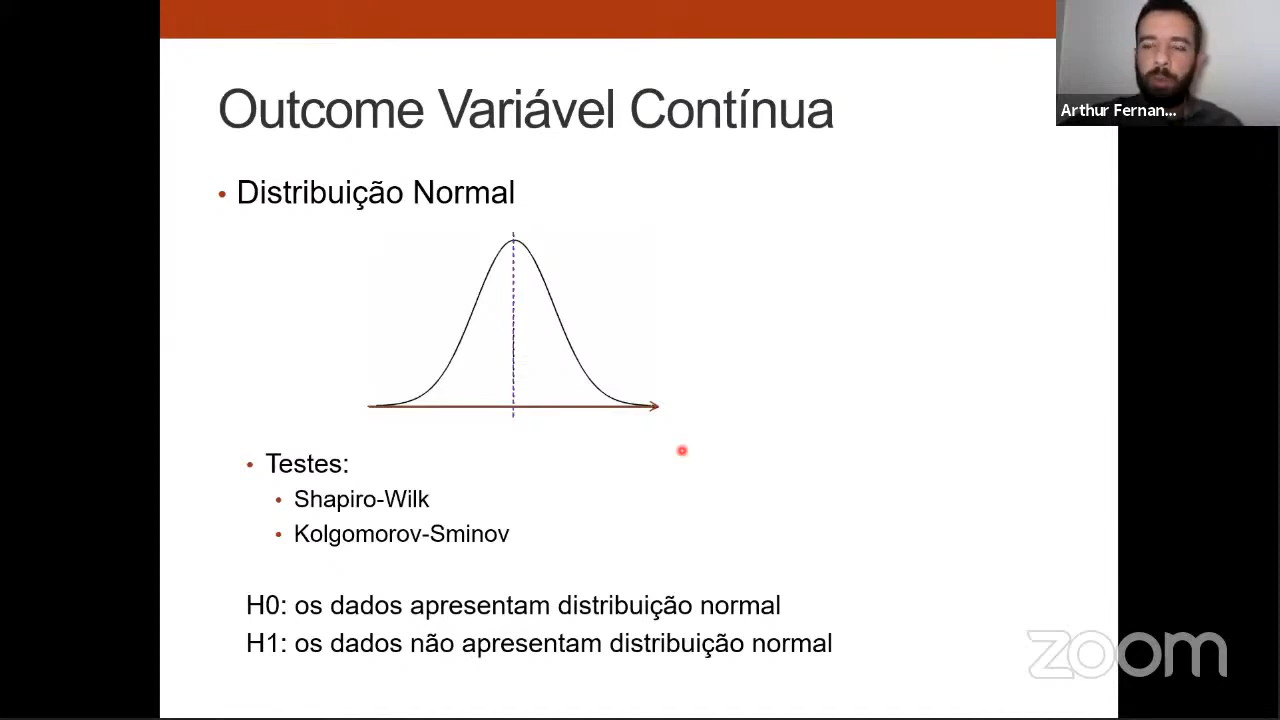 Outcome Variável Contínua
Arthur Fernan...
• Distribuição Normal
• Testes:
• Shapiro-Wilk
• Kolgomorov-Sminov
H0: os dados apresentam distribuição normal
H1: os dados não apresentam distribuição normal
zoom